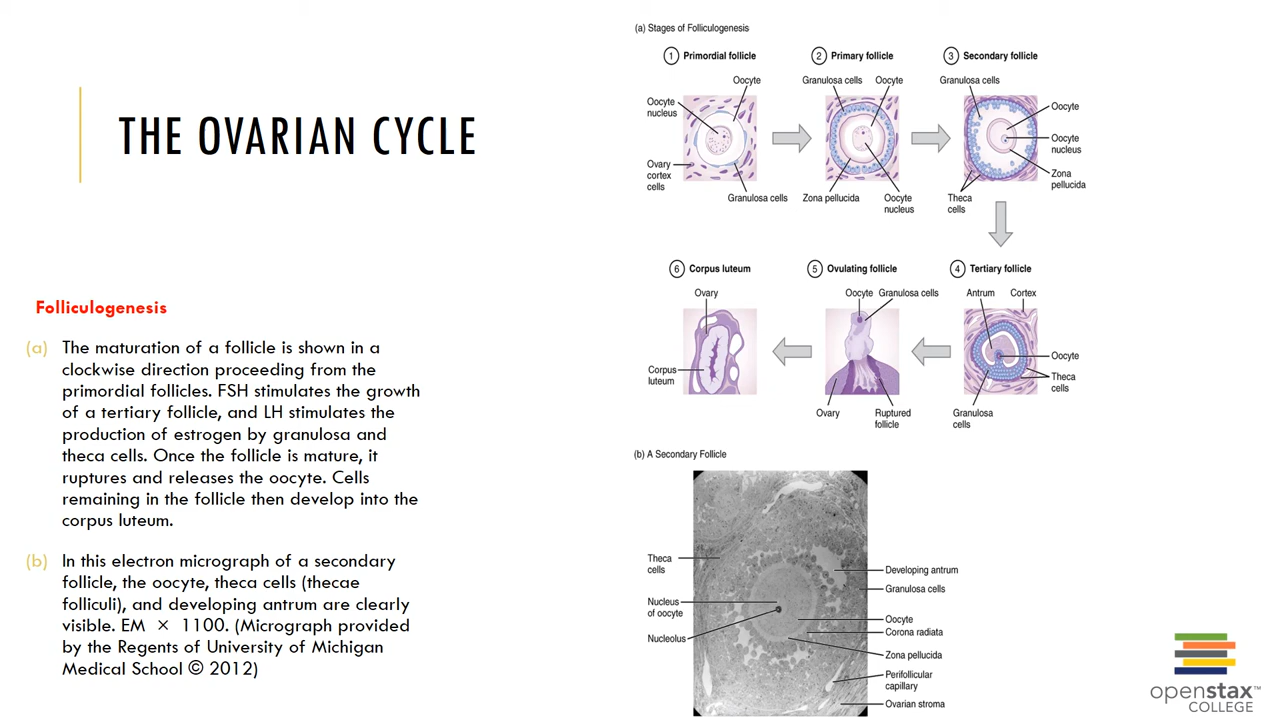 THE OVARIAN CYCLE
Folliculogenesis
(a) The maturation of a follicle is shown in a
clockwise direction proceeding from the
primordial follicles. FSH stimulates the growth
of a tertiary follicle, and LH stimulates the
production of estrogen by granulosa and
theca cells. Once the follicle is mature, it
ruptures and releases the oocyte. Cells
remaining in the follicle then develop into the
corpus luteum.
(b) In this electron micrograph of a secondary
follicle, the oocyte, theca cells (thecae
folliculi), and developing antrum are clearly
visible. EM × 1100. (Micrograph provided
by the Regents of University of Michigan
Medical School © 2012)
(a) Stages of Folliculogenesis
1 Primordial follicle
Oocyte
Oocyte
nucleus
Ovary
cortex
cells
Granulosa cells
2 Primary follicle
Granulosa cells
Oocyte
Zona pellucida
Oocyte
nucleus
3 Secondary follicle
Granulosa cells
Oocyte
Oocyte
nucleus
Zona
pellucida
Theca
cells
6 Corpus luteum
Ovary
Corpus
luteum
5 Ovulating follicle
Oocyte
Granulosa cells
Ovary
Ruptured
follicle
4 Tertiary follicle
Antrum
Cortex
Oocyte
Theca
cells
Granulosa
cells
(b) A Secondary Follicle
Theca
cells
Nucleus
of oocyte
Nucleolus
Developing antrum
Granulosa cells
Oocyte
Corona radiata
Zona pellucida
Perifollicular
capillary
Ovarian stroma
openstax™
COLLEGE